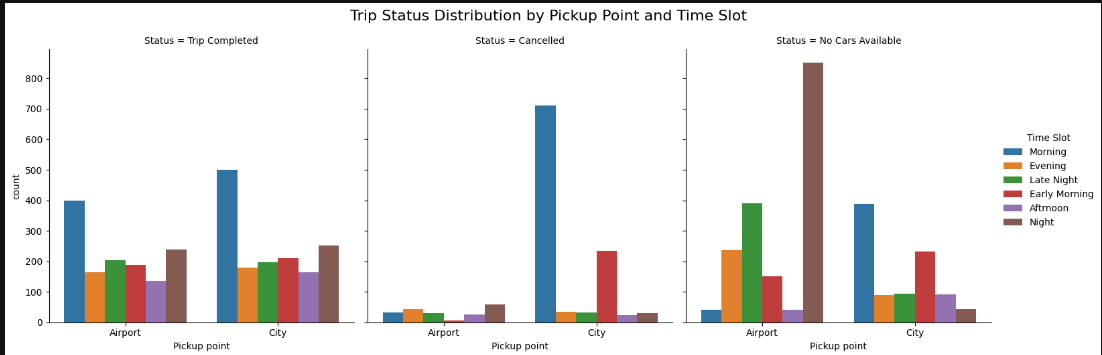 Trip Status Distribution by Pickup Point and Time Slot
Status = Trip Completed
Status = Cancelled
Status = No Cars Available
800
700
600
500
400
300
200
100
0
count
Airport
City
Pickup point
Airport
City
Pickup point
Airport
City
Pickup point
Time Slot
Morning
Evening
Late Night
Early Morning
Aftrnoon
Night